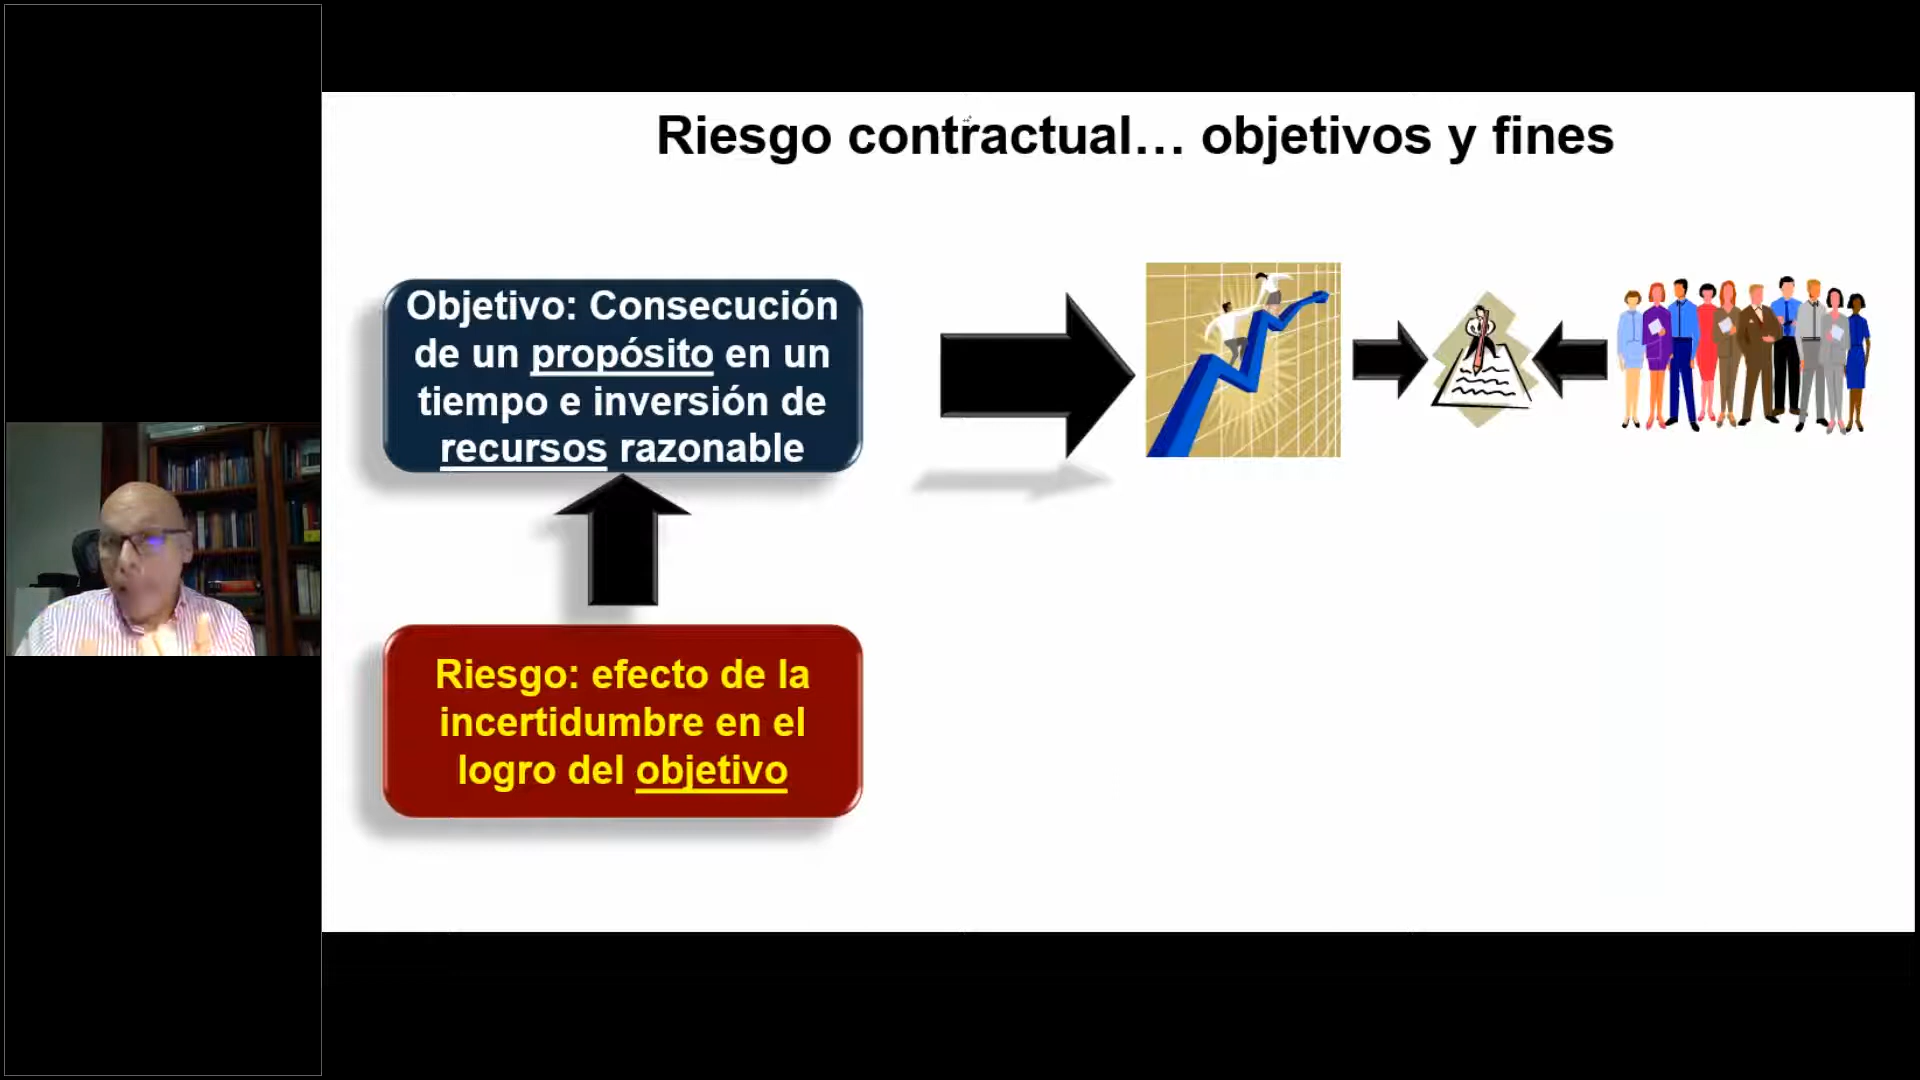 Riesgo contractual... objetivos y fines
Objetivo: Consecución
de un propósito en un
tiempo e inversión de
recursos razonable
Riesgo: efecto de la
incertidumbre en el
logro del objetivo